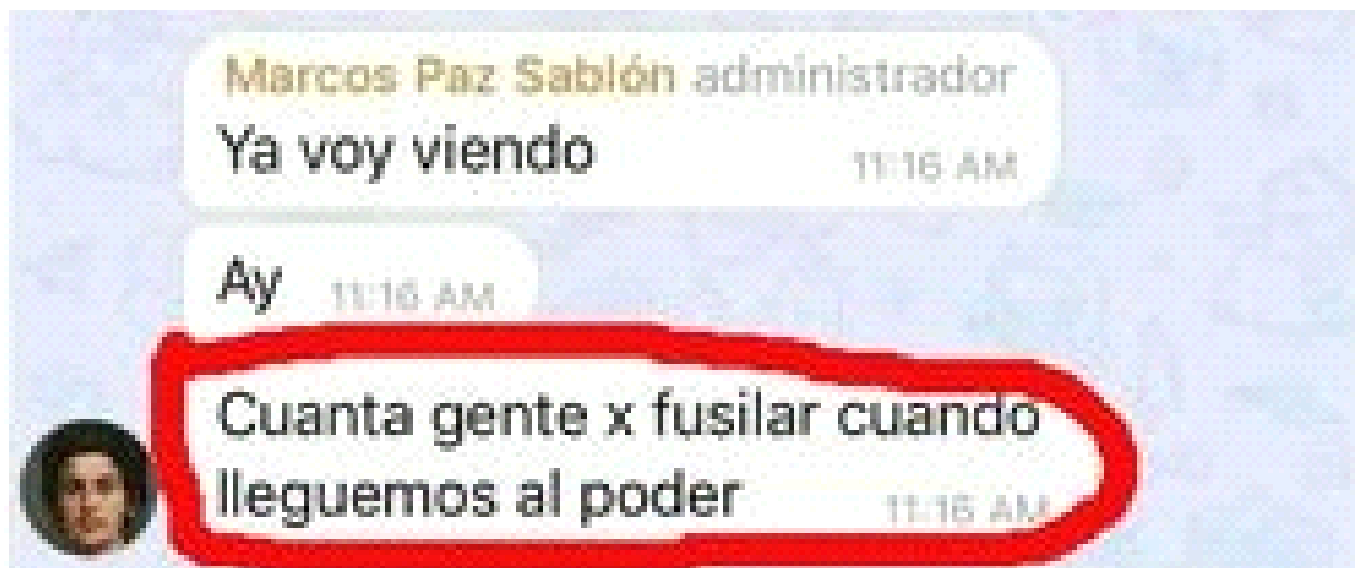 Marcos Paz Sablón administrador
Ya voy viendo 11:16 AM
Ay 11:16 AM
Cuanta gente x fusilar cuando
lleguemos al poder 11:16 AM